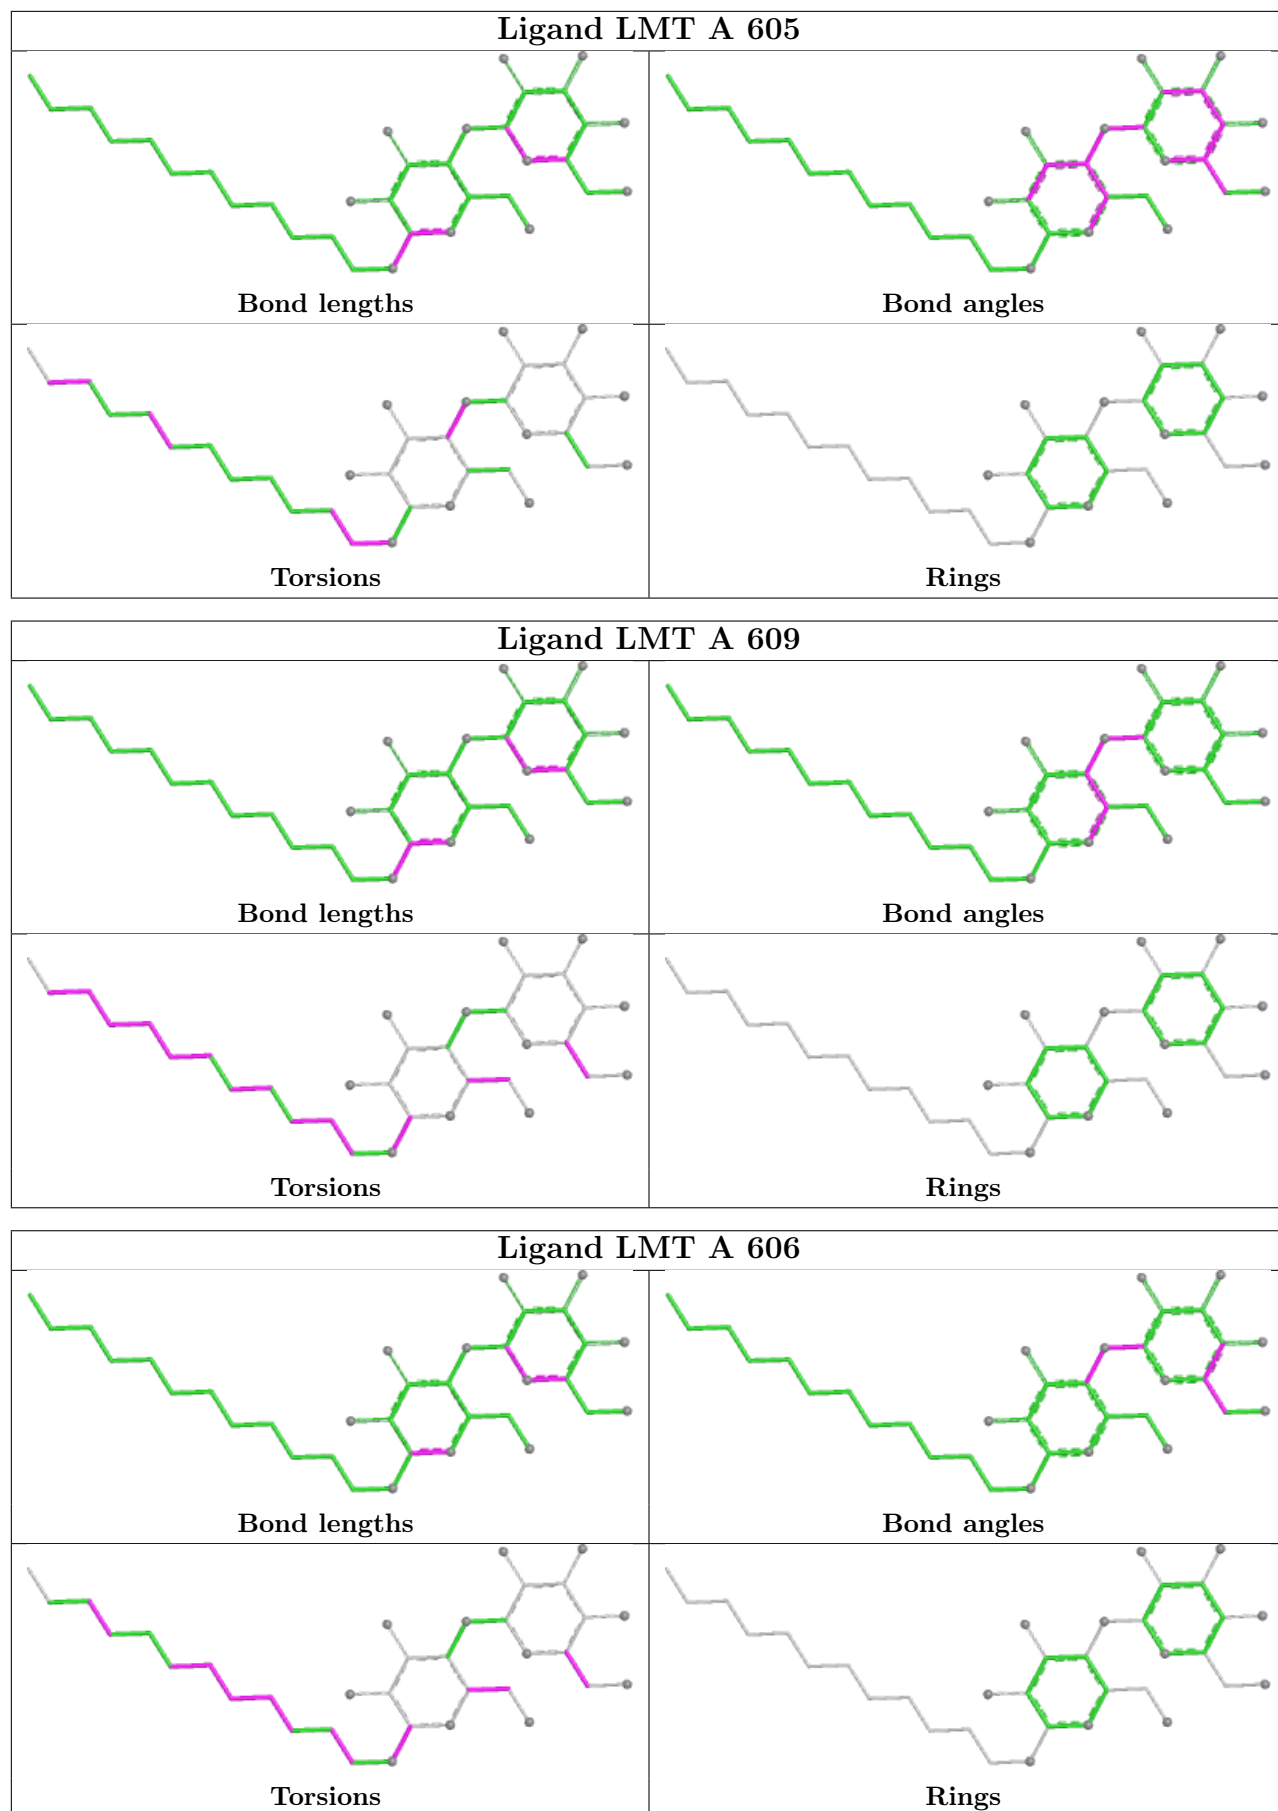 Ligand LMT A 605
Bond lengths
Bond angles
Torsions
Rings
Ligand LMT A 609
Bond lengths
Bond angles
Torsions
Rings
Ligand LMT A 606
Bond lengths
Bond angles
Torsions
Rings